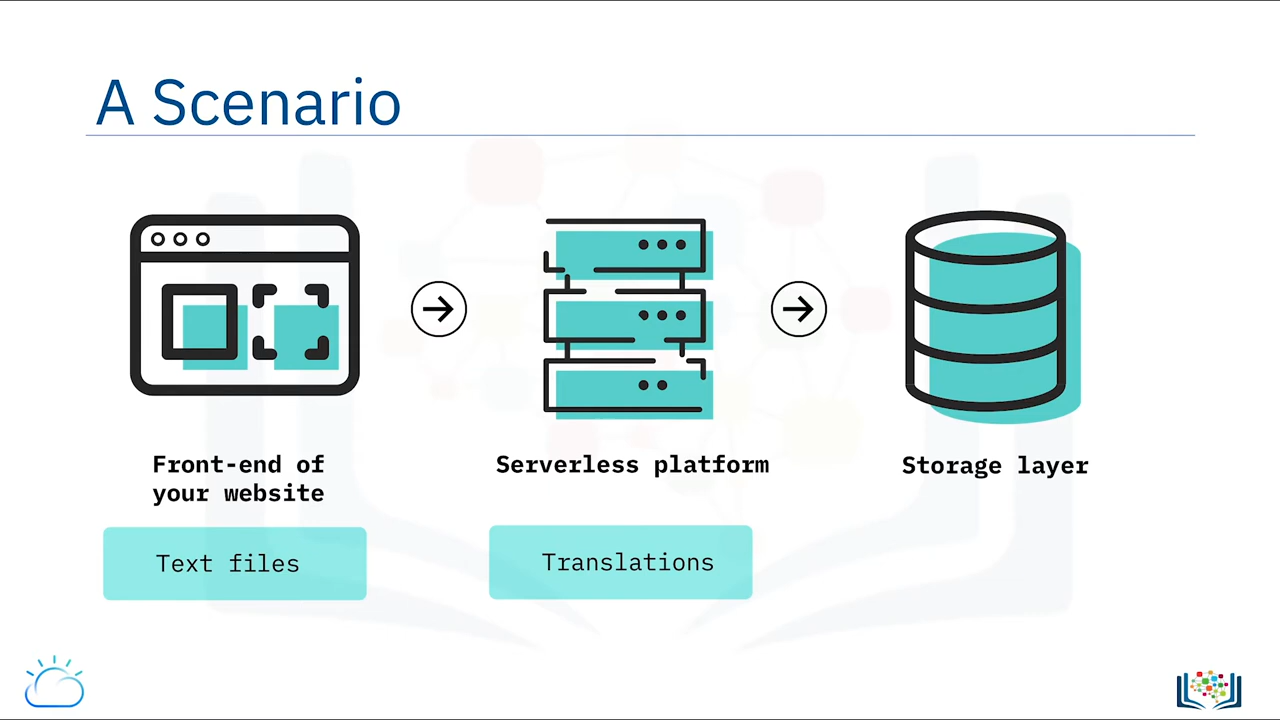 A Scenario
Front-end of
your website
Serverless platform
Storage layer
Text files
Translations